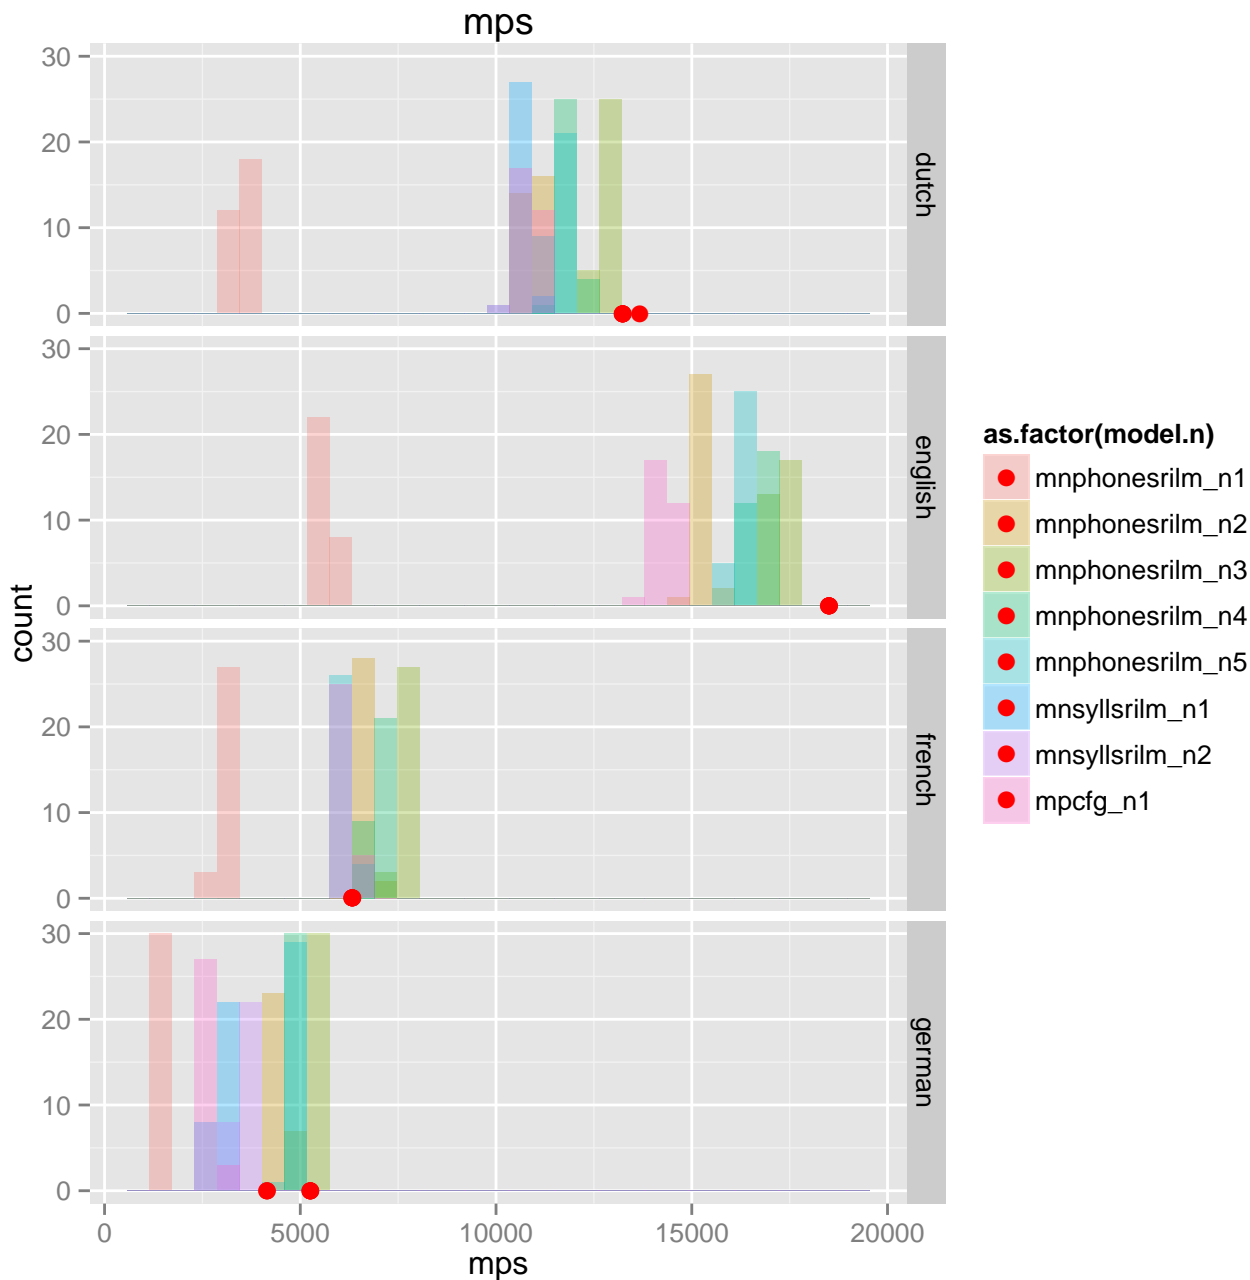 mps
30
20
10
0
dutch
30
20
10
0
english
30
20
10
0
french
30
20
10
0
german
count
0 5000 10000 15000 20000
mps
as.factor(model.n)
mnphonesrilm_n1
mnphonesrilm_n2
mnphonesrilm_n3
mnphonesrilm_n4
mnphonesrilm_n5
mnsyllsrilm_n1
mnsyllsrilm_n2
mpcfg_n1